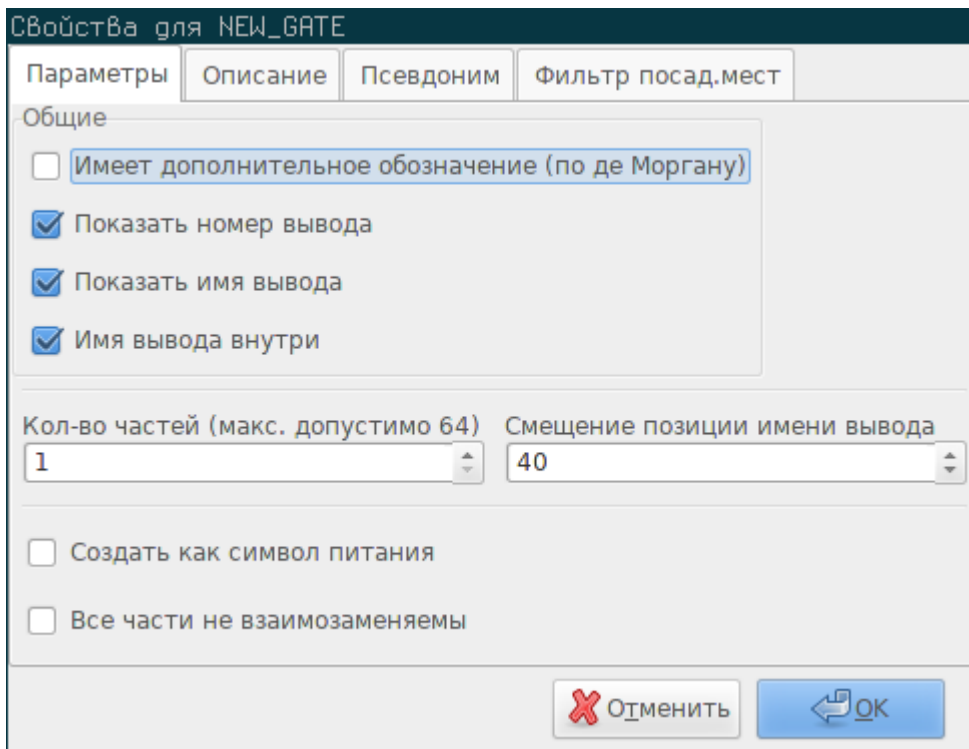 Свойства для NEW_GATE
Параметры Описание Псевдоним Фильтр посад.мест
Общие
Имеет дополнительное обозначение (по де Моргану)
Показать номер вывода
Показать имя вывода
Имя вывода внутри
Кол-во частей (макс. допустимо 64) Смещение позиции имени вывода
1 40
Создать как символ питания
Все части не взаимозаменяемы
Отменить OK